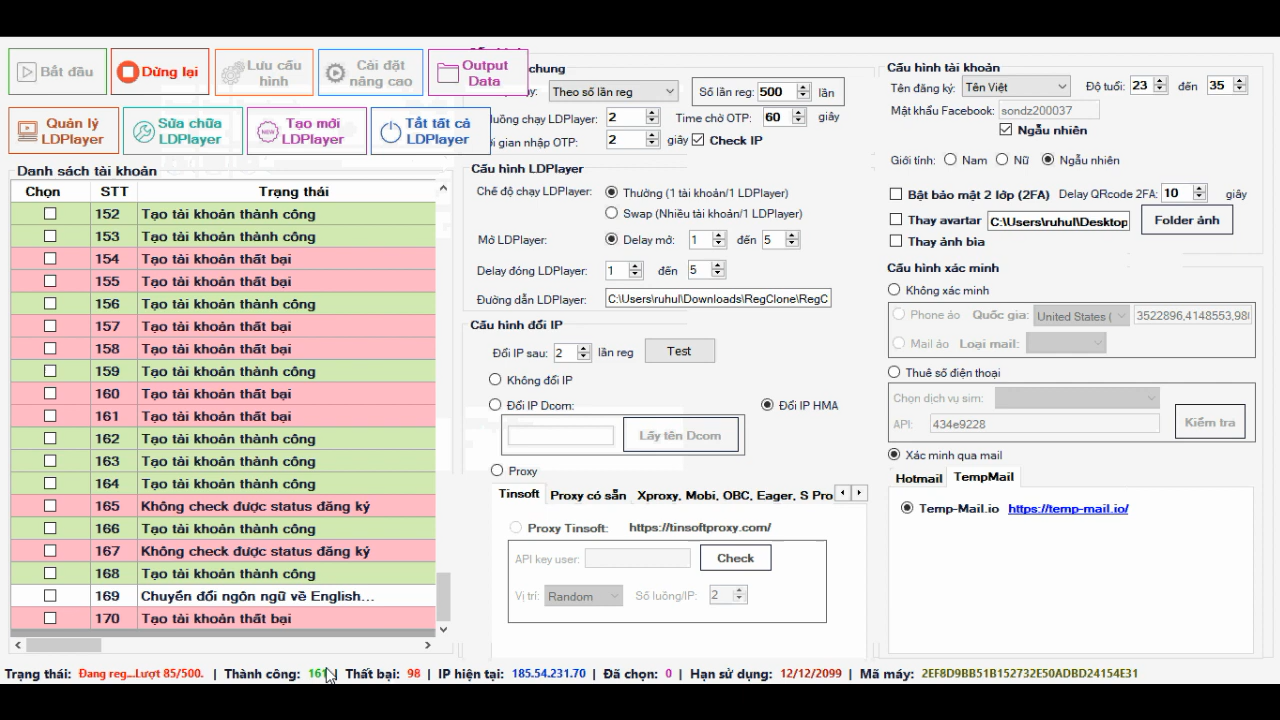 Bắt đầu
Dừng lại
Lưu cấu hình
Cài đặt nâng cao
Output Data
Quản lý LDPlayer
Sửa chữa LDPlayer
Tạo mới LDPlayer
Tắt tất cả LDPlayer
Danh sách tài khoản
Chọn STT Trạng thái
152 Tạo tài khoản thành công
153 Tạo tài khoản thành công
154 Tạo tài khoản thất bại
155 Tạo tài khoản thất bại
156 Tạo tài khoản thành công
157 Tạo tài khoản thất bại
158 Tạo tài khoản thất bại
159 Tạo tài khoản thành công
160 Tạo tài khoản thất bại
161 Tạo tài khoản thất bại
162 Tạo tài khoản thành công
163 Tạo tài khoản thành công
164 Tạo tài khoản thành công
165 Không check được status đăng ký
166 Tạo tài khoản thành công
167 Không check được status đăng ký
168 Tạo tài khoản thành công
169 Chuyển đổi ngôn ngữ về English...
170 Tạo tài khoản thất bại
chung
Theo số lần reg Số lần reg: 500 lần
chạy LDPlayer: 2 Time chờ OTP: 60 giây
gian nhập OTP: 2 giây Check IP
Cấu hình LDPlayer
Chế độ chạy LDPlayer: Thường (1 tài khoản/1 LDPlayer)
Swap (Nhiều tài khoản/1 LDPlayer)
Mở LDPlayer: Delay mở: 1 đến 5
Delay đóng LDPlayer: 1 đến 5
Đường dẫn LDPlayer: C:\Users\ruhul\Downloads\RegClone\RegC
Cấu hình đổi IP
Đổi IP sau: 2 lần reg Test
Không đổi IP
Đổi IP Dcom: Đổi IP HMA
Lấy tên Dcom
Proxy
Tinsoft Proxy có sẵn Xproxy, Mobi, OBC, Eager, S Pro
Proxy Tinsoft: https://tinsoftproxy.com/
API key user: Check
Vị trí: Random Số luồng/IP: 2
Cấu hình tài khoản
Tên đăng ký: Tên Việt Độ tuổi: 23 đến 35
Mật khẩu Facebook: sondz200037
Ngẫu nhiên
Giới tính: Nam Nữ Ngẫu nhiên
Bật bảo mật 2 lớp (2FA) Delay QRcode 2FA: 10 giây
Thay avartar C:\Users\ruhul\Desktop Folder ảnh
Thay ảnh bìa
Cấu hình xác minh
Không xác minh
Phone ảo Quốc gia: United States ( 3522896,4148553,980
Mail ảo Loại mail:
Thuê số điện thoại
Chọn dịch vụ sim:
API: 434e9228 Kiểm tra
Xác minh qua mail
Hotmail TempMail
Temp-Mail.io https://temp-mail.io/
Trạng thái: Đang reg...Lượt 85/500. | Thành công: 161 | Thất bại: 98 | IP hiện tại: 185.54.231.70 | Đã chọn: 0 | Hạn sử dụng: 12/12/2099 | Mã máy: 2EF8D9BB51B152732E50ADBD24154E31